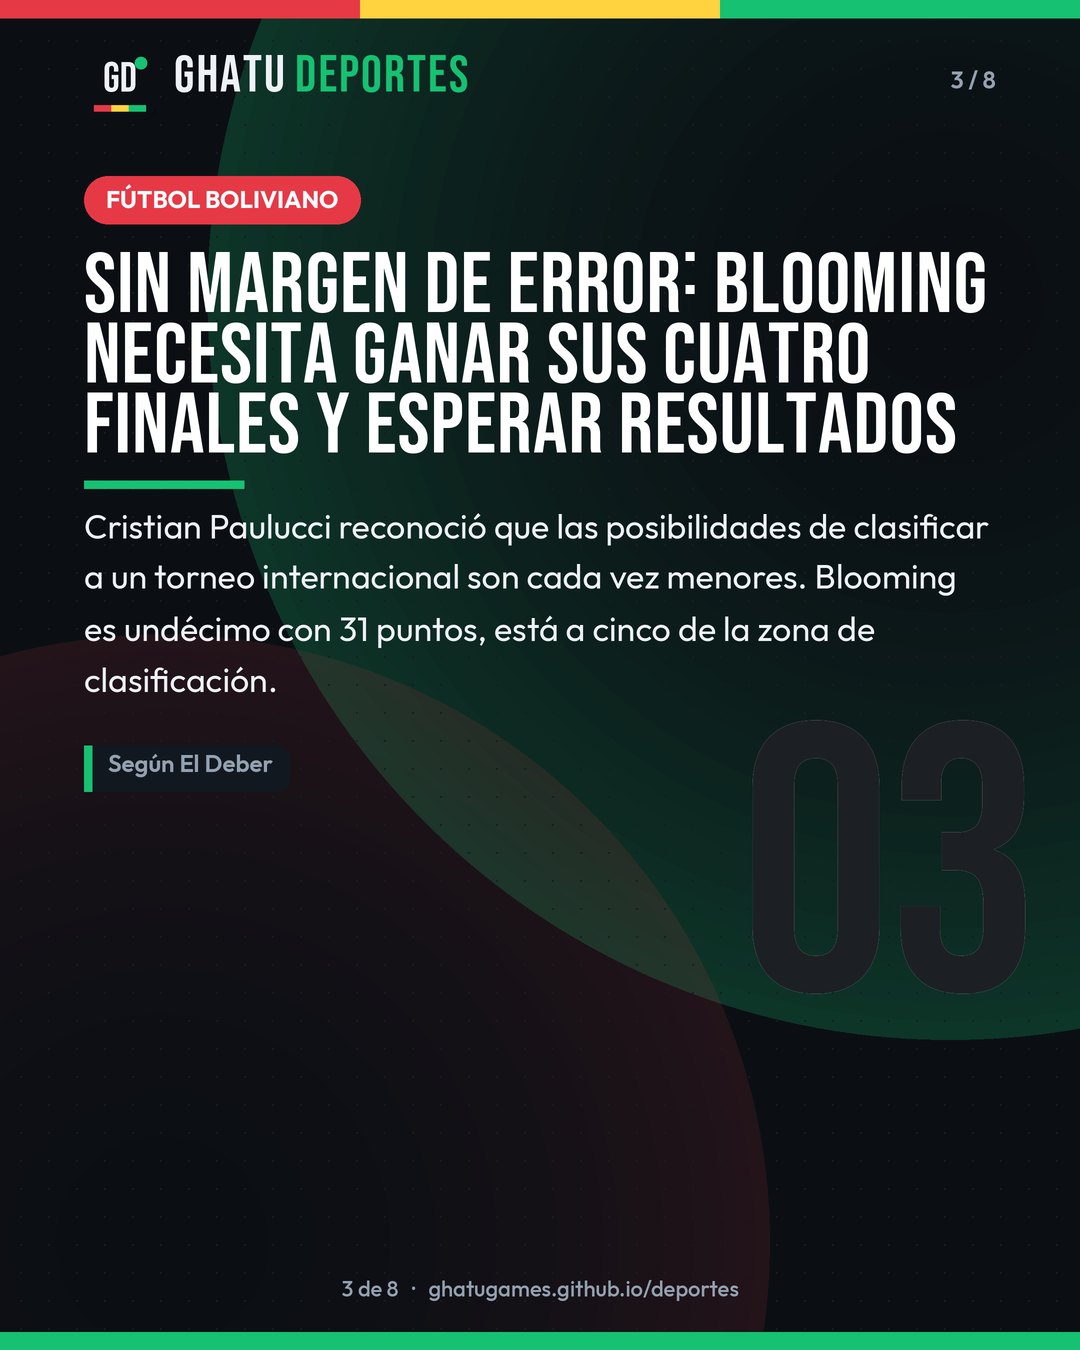 GD GHATU DEPORTES
3 / 8
FÚTBOL BOLIVIANO
SIN MARGEN DE ERROR: BLOOMING
NECESITA GANAR SUS CUATRO
FINALES Y ESPERAR RESULTADOS
Cristian Paulucci reconoció que las posibilidades de clasificar
a un torneo internacional son cada vez menores. Blooming
es undécimo con 31 puntos, está a cinco de la zona de
clasificación.
Según El Deber
03
3 de 8 · ghatugames.github.io/deportes